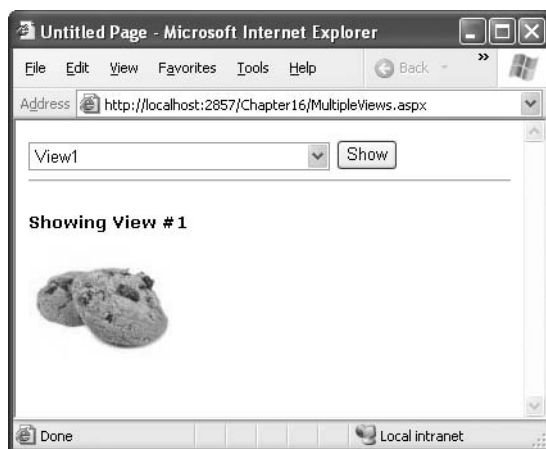 Untitled Page - Microsoft Internet Explorer
File Edit View Favorites Tools Help Back »
Address http://localhost:2857/Chapter16/MultipleViews.aspx
View1 Show
Showing View #1
Done Local intranet